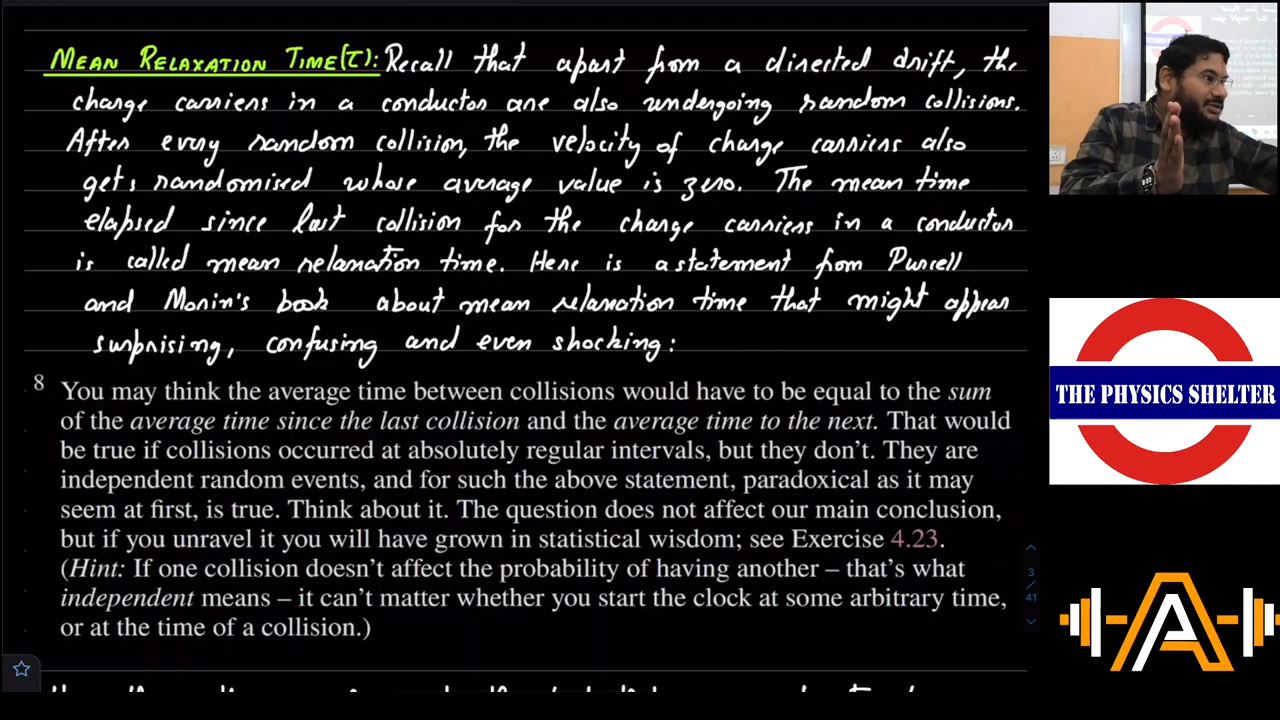 MEAN RELAXATION TIME(τ): Recall that apart from a directed drift, the
charge carriers in a conductor are also undergoing random collisions.
After every random collision, the velocity of charge carriers also
gets randomised whose average value is zero. The mean time
elapsed since last collision for the charge carriers in a conductor
is called mean relaxation time. Here is a statement from Purcell
and Morin's book about mean relaxation time that might appear
surprising, confusing and even shocking:
8 You may think the average time between collisions would have to be equal to the sum
of the average time since the last collision and the average time to the next. That would
be true if collisions occurred at absolutely regular intervals, but they don't. They are
independent random events, and for such the above statement, paradoxical as it may
seem at first, is true. Think about it. The question does not affect our main conclusion,
but if you unravel it you will have grown in statistical wisdom; see Exercise 4.23.
(Hint: If one collision doesn't affect the probability of having another – that's what
independent means – it can't matter whether you start the clock at some arbitrary time,
or at the time of a collision.)
3
/
41
THE PHYSICS SHELTER
A